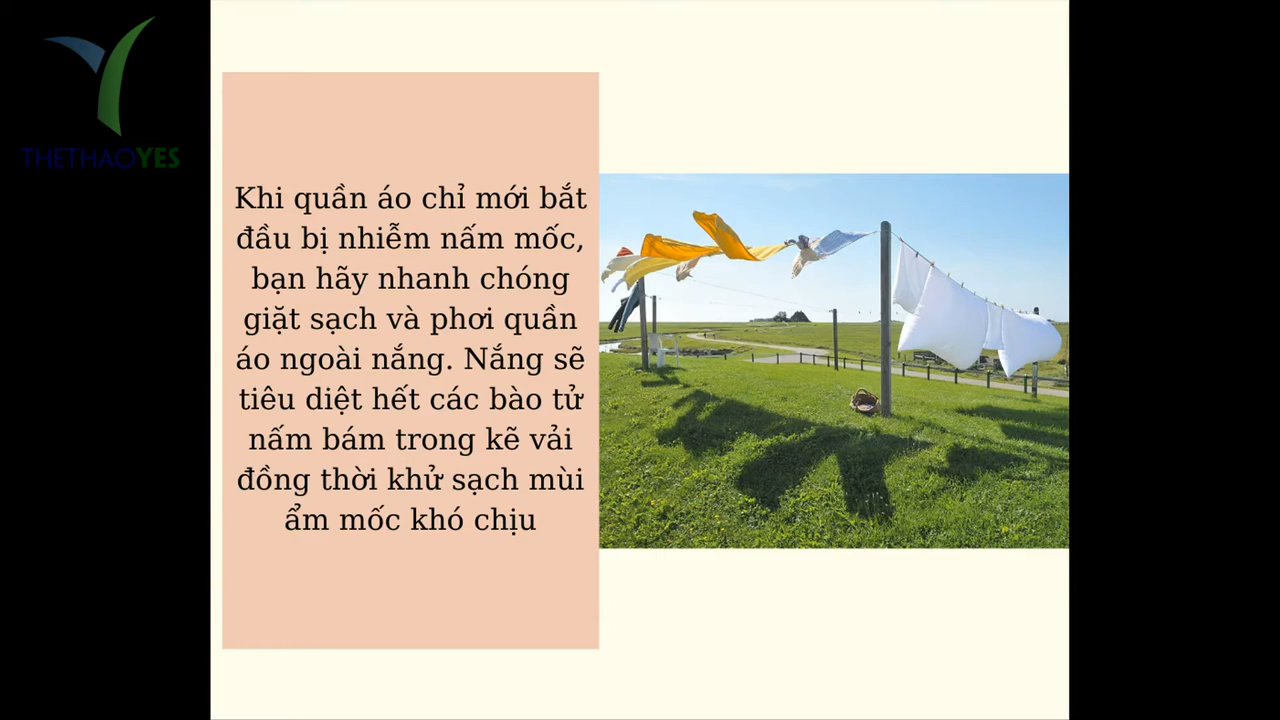 THETHAOYES
Khi quần áo chỉ mới bắt
đầu bị nhiễm nấm mốc,
bạn hãy nhanh chóng
giặt sạch và phơi quần
áo ngoài nắng. Nắng sẽ
tiêu diệt hết các bào tử
nấm bám trong kẽ vải
đồng thời khử sạch mùi
ẩm mốc khó chịu